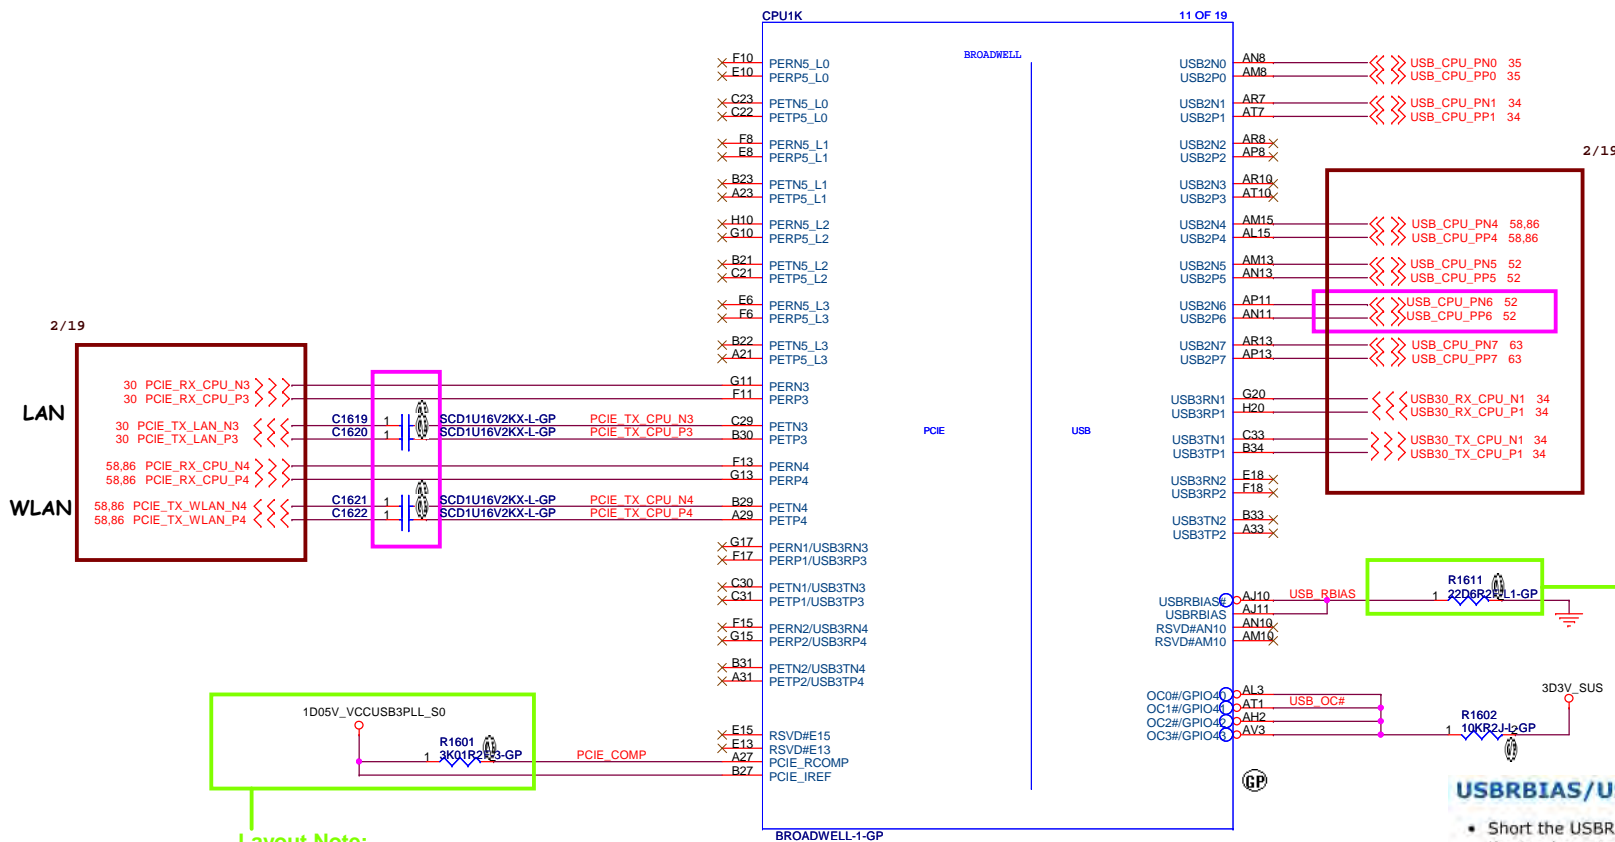 CPU1K
11 OF 19
BROADWELL
F10 PERN5_L0
E10 PERP5_L0
C23 PETN5_L0
C22 PETP5_L0
F8 PERN5_L1
E8 PERP5_L1
B23 PETN5_L1
A23 PETP5_L1
H10 PERN5_L2
G10 PERP5_L2
B21 PETN5_L2
C21 PETP5_L2
E6 PERN5_L3
F6 PERP5_L3
B22 PETN5_L3
A21 PETP5_L3
2/19
LAN
30 PCIE_RX_CPU_N3 G11 PERN3
30 PCIE_RX_CPU_P3 F11 PERP3
30 PCIE_TX_LAN_N3 C1619 1 SCD1U16V2KX-L-GP PCIE_TX_CPU_N3 C29 PETN3
30 PCIE_TX_LAN_P3 C1620 1 SCD1U16V2KX-L-GP PCIE_TX_CPU_P3 B30 PETP3
58,86 PCIE_RX_CPU_N4 F13 PERN4
58,86 PCIE_RX_CPU_P4 G13 PERP4
WLAN
58,86 PCIE_TX_WLAN_N4 C1621 1 SCD1U16V2KX-L-GP PCIE_TX_CPU_N4 B29 PETN4
58,86 PCIE_TX_WLAN_P4 C1622 1 SCD1U16V2KX-L-GP PCIE_TX_CPU_P4 A29 PETP4
G17 PERN1/USB3RN3
F17 PERP1/USB3RP3
C30 PETN1/USB3TN3
C31 PETP1/USB3TP3
F15 PERN2/USB3RN4
G15 PERP2/USB3RP4
B31 PETN2/USB3TN4
A31 PETP2/USB3TP4
1D05V_VCCUSB3PLL_S0
E15 RSVD#E15
E13 RSVD#E13
R1601
1 3K01R2F-3-GP PCIE_COMP A27 PCIE_RCOMP
B27 PCIE_IREF
Layout Note:
PCIE
USB
USB2N0 AN8 USB_CPU_PN0 35
USB2P0 AM8 USB_CPU_PP0 35
USB2N1 AR7 USB_CPU_PN1 34
USB2P1 AT7 USB_CPU_PP1 34
USB2N2 AR8
USB2P2 AP8
2/19
USB2N3 AR10
USB2P3 AT10
USB2N4 AM15 USB_CPU_PN4 58,86
USB2P4 AL15 USB_CPU_PP4 58,86
USB2N5 AM13 USB_CPU_PN5 52
USB2P5 AN13 USB_CPU_PP5 52
USB2N6 AP11 USB_CPU_PN6 52
USB2P6 AN11 USB_CPU_PP6 52
USB2N7 AR13 USB_CPU_PN7 63
USB2P7 AP13 USB_CPU_PP7 63
USB3RN1 G20 USB30_RX_CPU_N1 34
USB3RP1 H20 USB30_RX_CPU_P1 34
USB3TN1 C33 USB30_TX_CPU_N1 34
USB3TP1 B34 USB30_TX_CPU_P1 34
USB3RN2 E18
USB3RP2 F18
USB3TN2 B33
USB3TP2 A33
R1611
USBRBIAS# AJ10 USB_RBIAS 1 22D6R2F-L1-GP
USBRBIAS AJ11
RSVD#AN10 AN10
RSVD#AM10 AM10
3D3V_SUS
OC0#/GPIO40 AL3
OC1#/GPIO41 AT1 USB_OC#
OC2#/GPIO42 AH2
OC3#/GPIO43 AV3
R1602
1 10KR2J-L-GP 2
GP
BROADWELL-1-GP
USBRBIAS/U
• Short the USBR